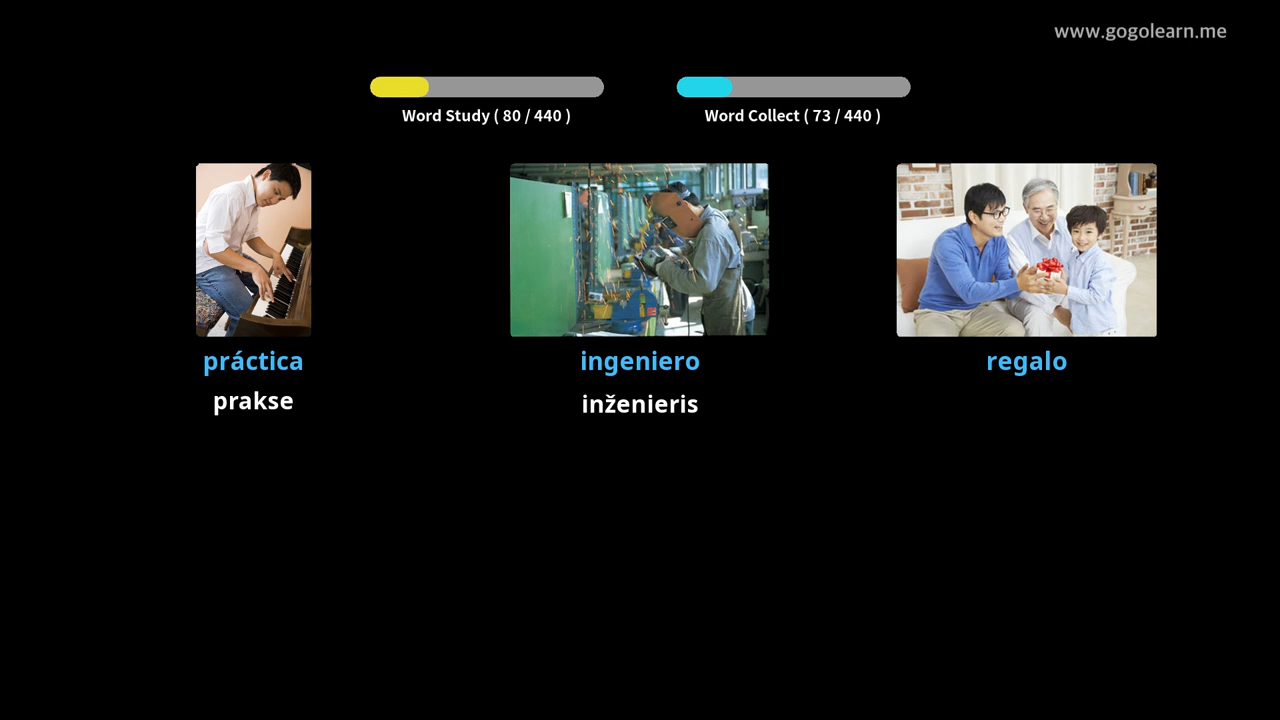 www.gogolearn.me
Word Study ( 80 / 440 )
Word Collect ( 73 / 440 )
práctica
ingeniero
regalo
prakse
inženieris